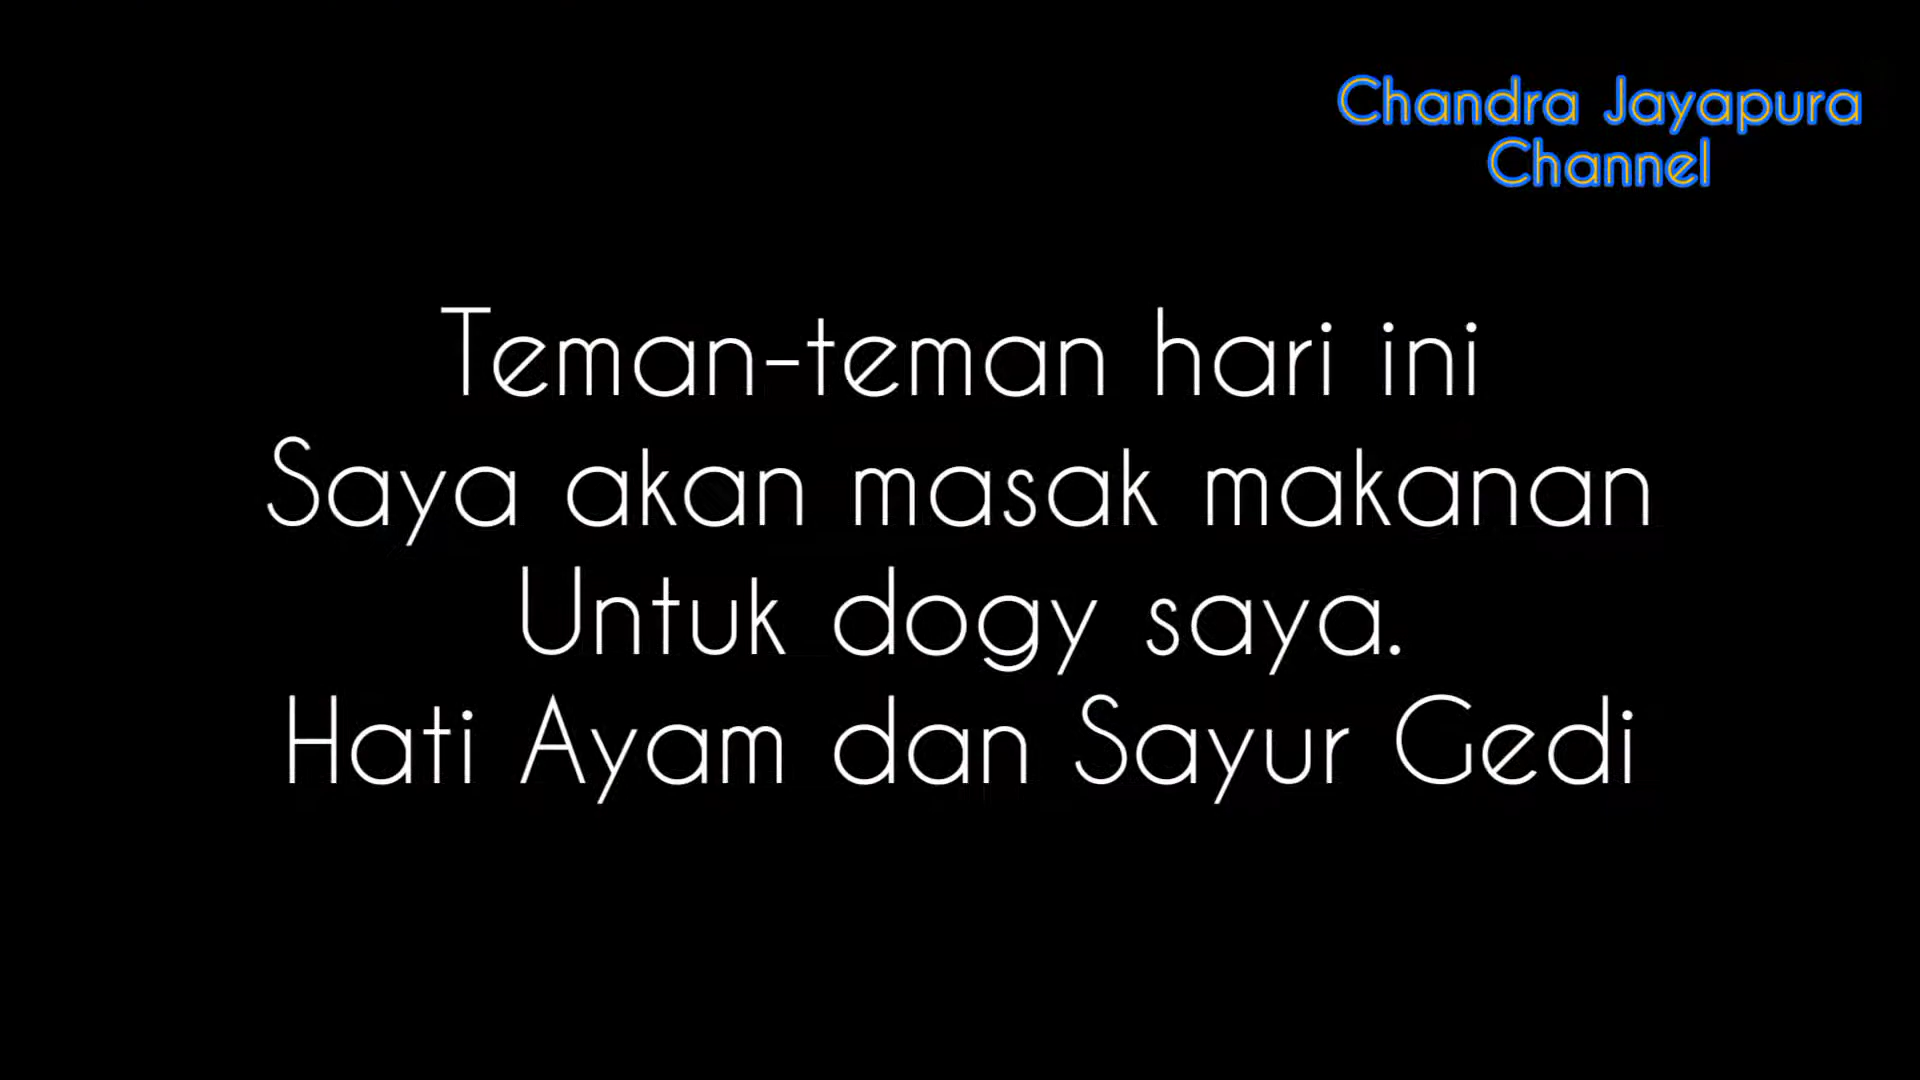 Chandra Jayapura
Channel
Teman-teman hari ini
Saya akan masak makanan
Untuk dogy saya.
Hati Ayam dan Sayur Gedi